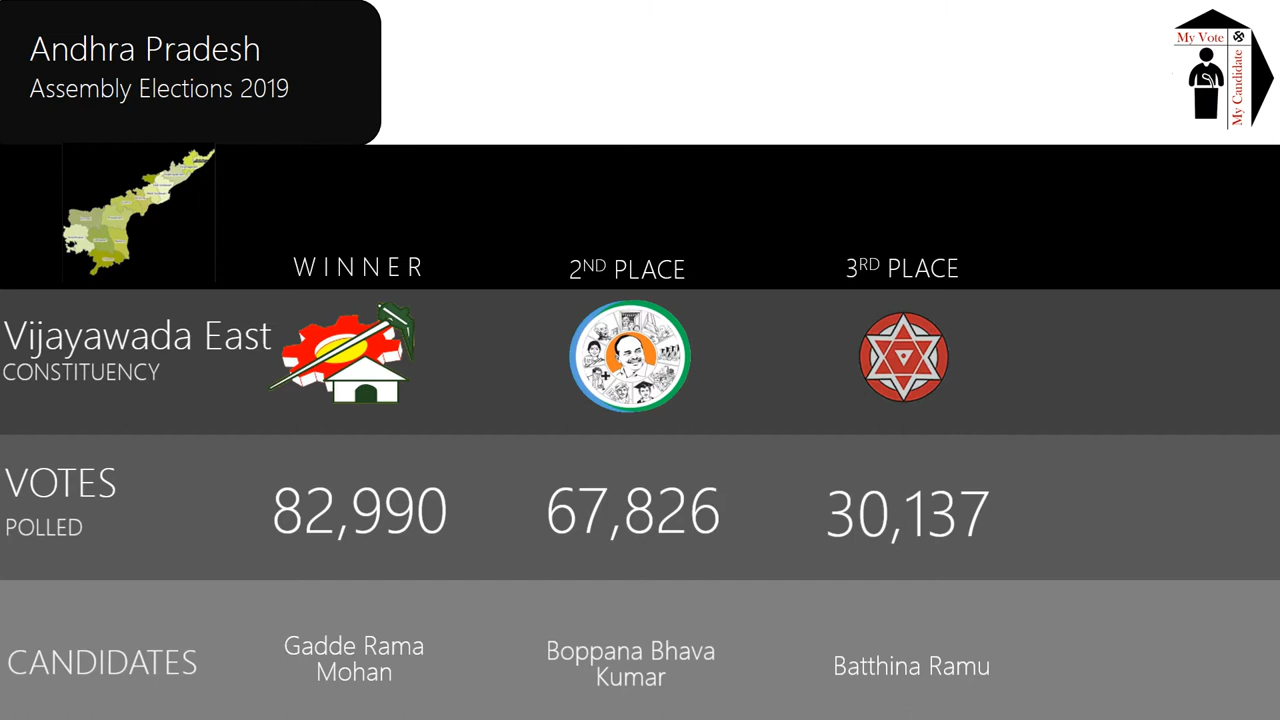 Andhra Pradesh
Assembly Elections 2019
My Vote
My Candidate
WINNER
2ND PLACE
3RD PLACE
Vijayawada East
CONSTITUENCY
VOTES
POLLED
82,990
67,826
30,137
CANDIDATES
Gadde Rama
Mohan
Boppana Bhava
Kumar
Batthina Ramu